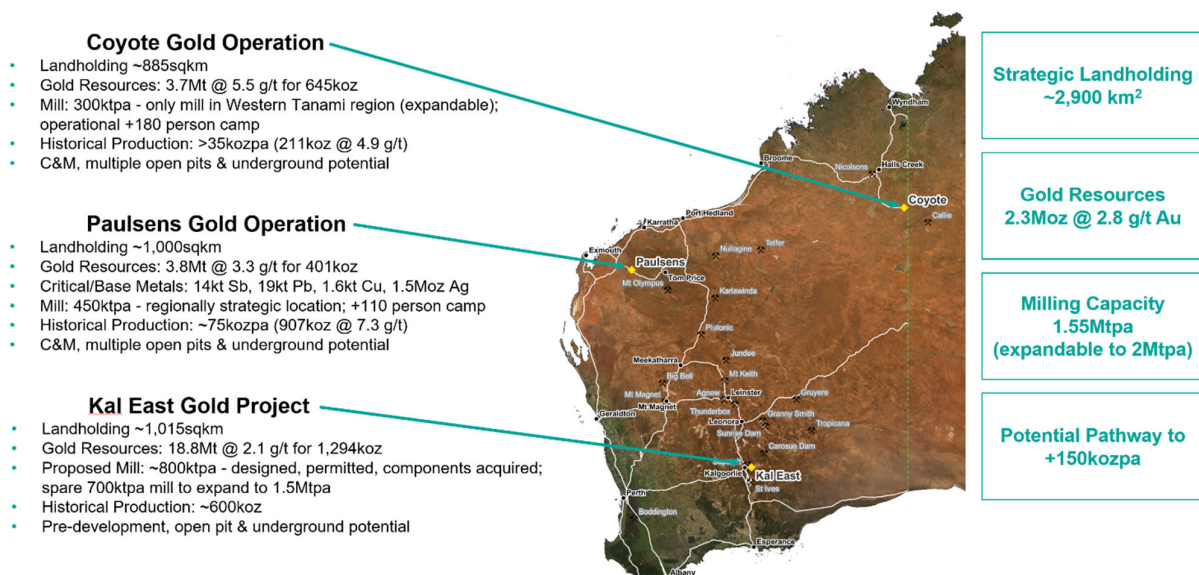 Coyote Gold Operation
• Landholding ~885sqkm
• Gold Resources: 3.7Mt @ 5.5 g/t for 645koz
• Mill: 300ktpa - only mill in Western Tanami region (expandable);
operational +180 person camp
• Historical Production: >35kozpa (211koz @ 4.9 g/t)
• C&M, multiple open pits & underground potential
Paulsens Gold Operation
• Landholding ~1,000sqkm
• Gold Resources: 3.8Mt @ 3.3 g/t for 401koz
• Critical/Base Metals: 14kt Sb, 19kt Pb, 1.6kt Cu, 1.5Moz Ag
• Mill: 450ktpa - regionally strategic location; +110 person camp
• Historical Production: ~75kozpa (907koz @ 7.3 g/t)
• C&M, multiple open pits & underground potential
Kal East Gold Project
• Landholding ~1,015sqkm
• Gold Resources: 18.8Mt @ 2.1 g/t for 1,294koz
• Proposed Mill: ~800ktpa - designed, permitted, components acquired;
spare 700ktpa mill to expand to 1.5Mtpa
• Historical Production: ~600koz
• Pre-development, open pit & underground potential
Wyndham
Broome
Nicolsons
Halls Creek
Coyote
Callie
Port Hedland
Karratha
Exmouth
Nullagine
Telfer
Paulsens
Tom Price
Mt Olympus
Karlawinda
Plutonic
Meekatharra
Jundee
Big Bell
Mt Keith
Mt Magnet
Mt Magnet
Agnew
Leinster
Gruyere
Geraldton
Thunderbox
Leonora
Granny Smith
Sunrise Dam
Tropicana
Carosue Dam
Kalgoorlie
Kal East
St Ives
Perth
Boddington
Esperance
Albany
Strategic Landholding
~2,900 km²
Gold Resources
2.3Moz @ 2.8 g/t Au
Milling Capacity
1.55Mtpa
(expandable to 2Mtpa)
Potential Pathway to
+150kozpa